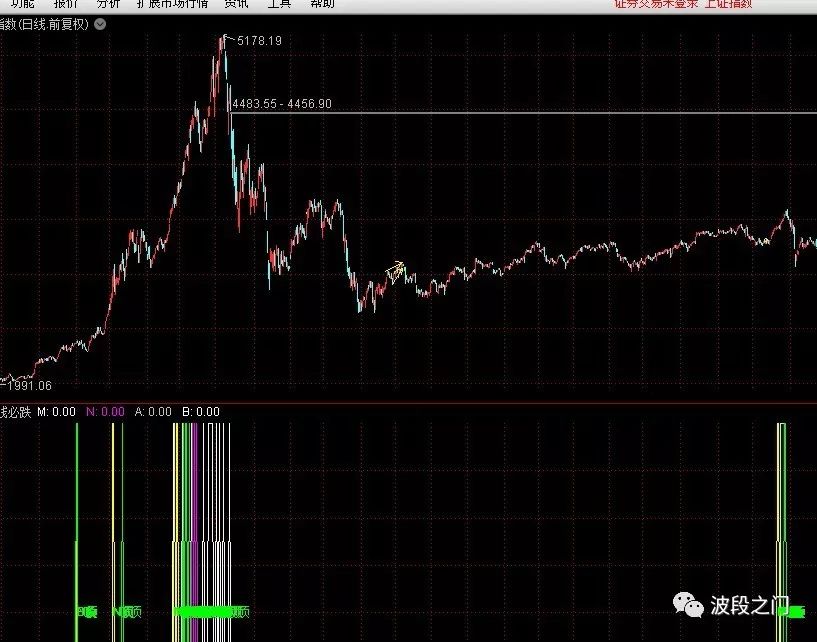 功能 报价 分析 扩展市场行情 资讯 工具 帮助 证券交易未登录 上证指数
指数(日线.前复权)
5178.19
4483.55 - 4456.90
1991.06
线必跌 M: 0.00 N: 0.00 A: 0.00 B: 0.00
顶 顶 顶 顶
波段之门